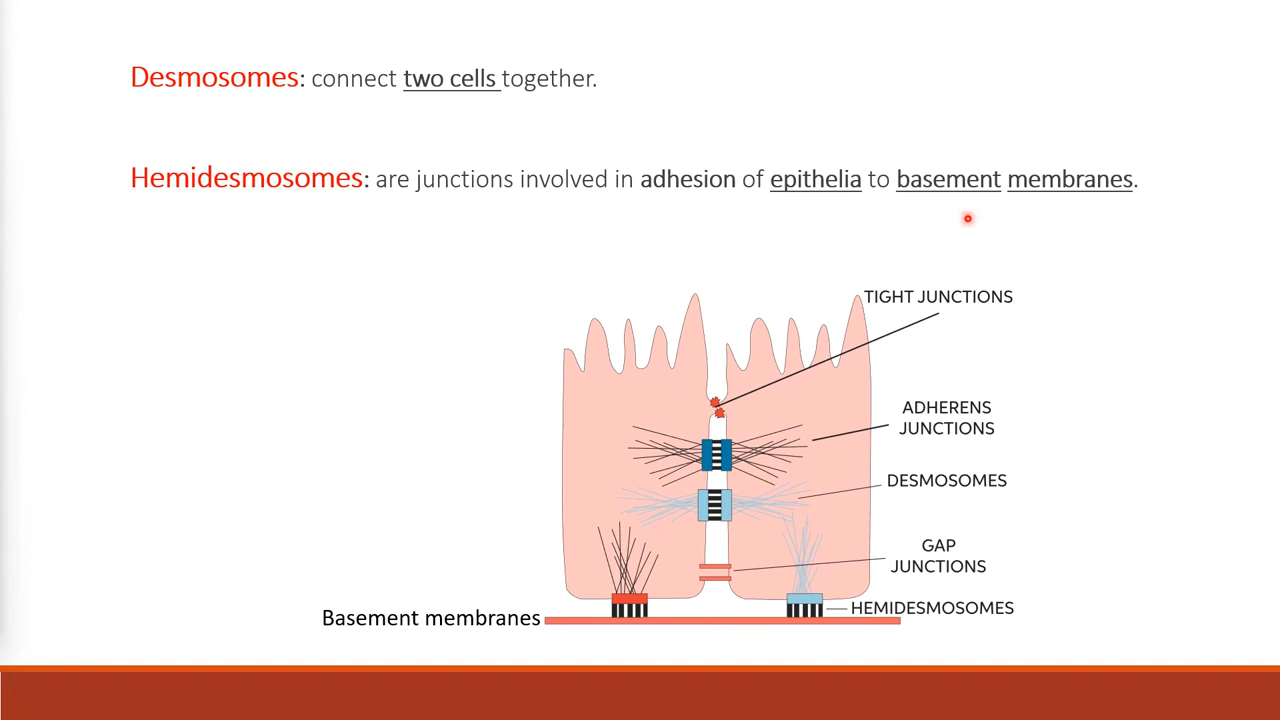 Desmosomes: connect two cells together.
Hemidesmosomes: are junctions involved in adhesion of epithelia to basement membranes.
TIGHT JUNCTIONS
ADHERENS
JUNCTIONS
DESMOSOMES
GAP
JUNCTIONS
HEMIDESMOSOMES
Basement membranes